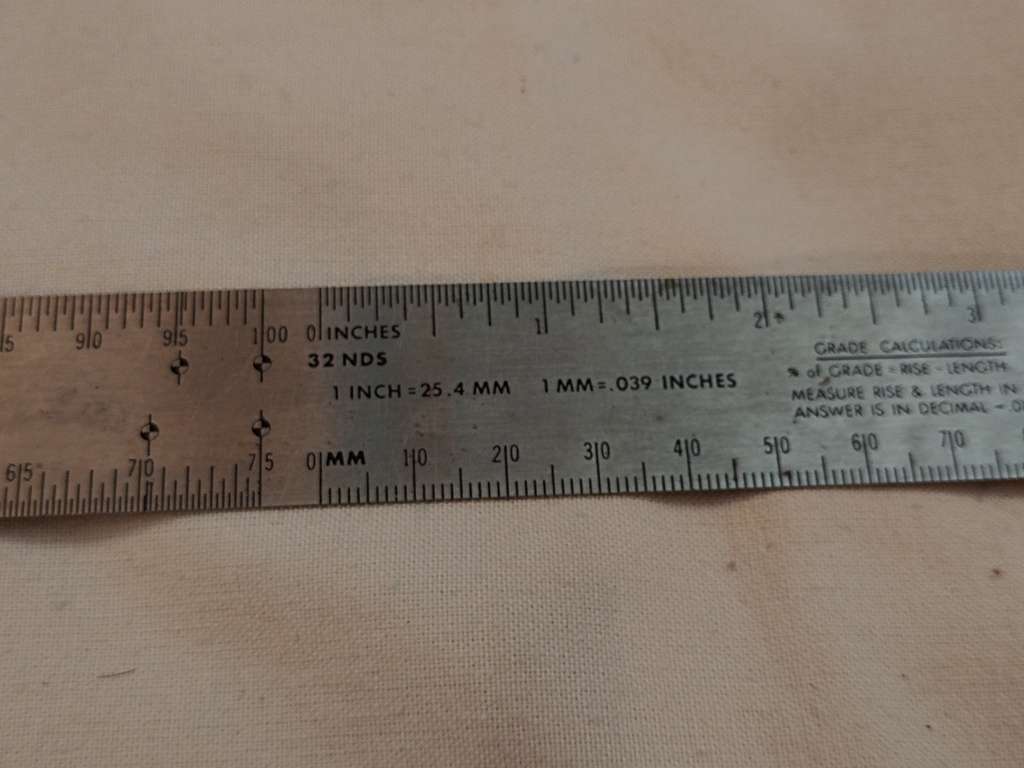 5 90 95 100 0 INCHES 1 2 3
32 NDS
1 INCH = 25.4 MM 1 MM = .039 INCHES
GRADE CALCULATIONS:
% of GRADE = RISE ÷ LENGTH
MEASURE RISE & LENGTH IN
ANSWER IS IN DECIMAL - .0
65 70 75 0 MM 10 20 30 40 50 60 70